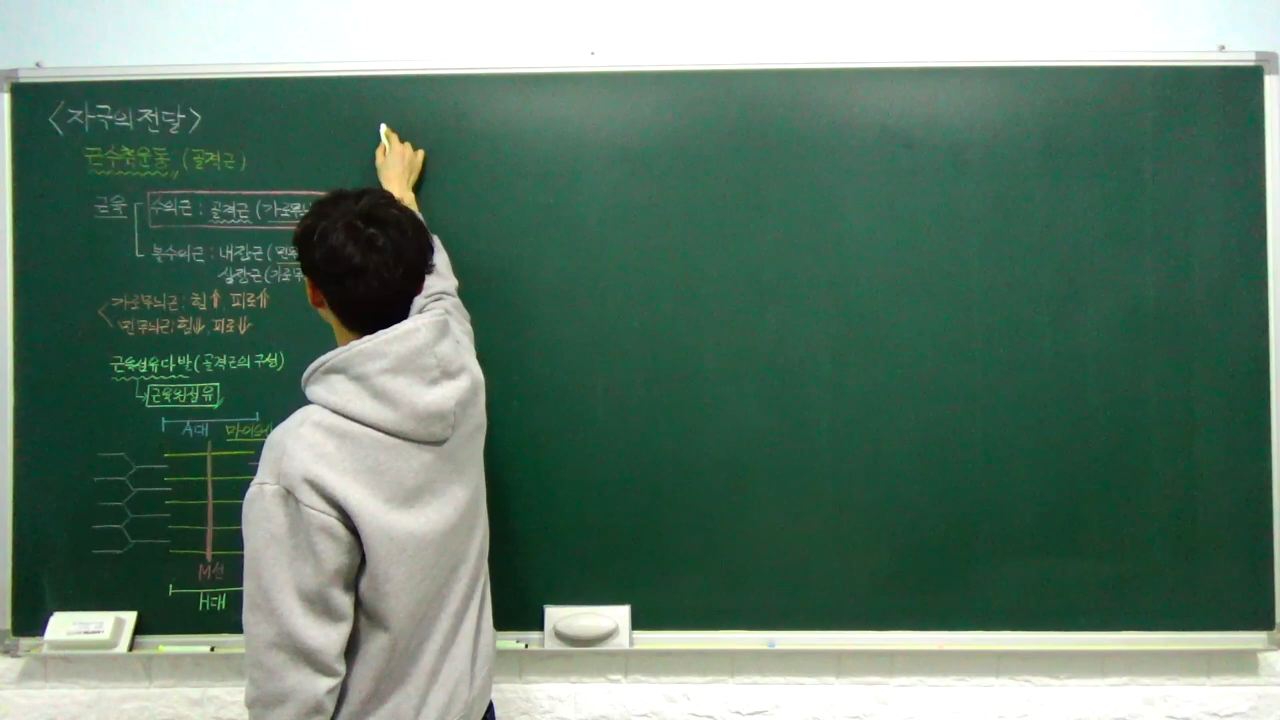 <자극의 전달>
근수축운동 (골격근)
근육 수의근 : 골격근 (가로무늬
불수의근 : 내장근 (민무
심장근 (가로무
가로무늬근 : 힘⇑ 피로⇑
민무늬근 : 힘⇓, 피로⇓
근육섬유다발 (골격근의 구성)
→ 근육원섬유
A대 마이오
M선
H대